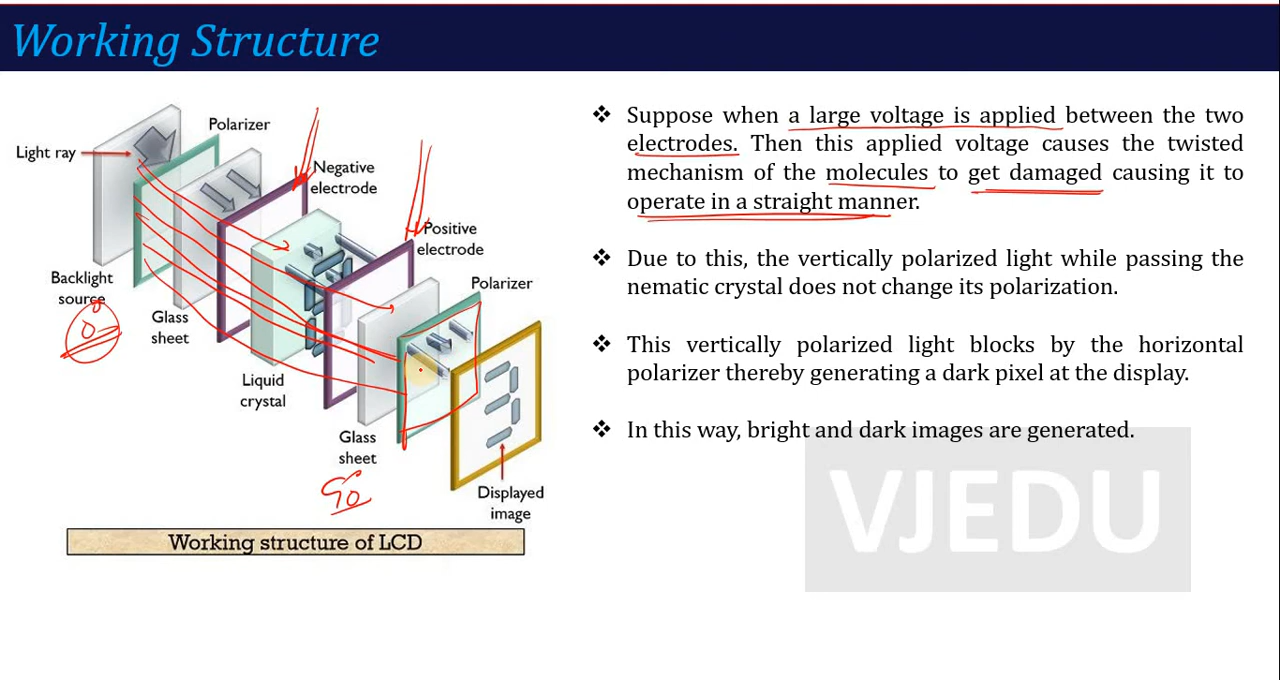 Working Structure
Polarizer
Light ray
Negative
electrode
Positive
electrode
Polarizer
Backlight
source
0°
Glass
sheet
Liquid
crystal
Glass
sheet
90
Displayed
image
Working structure of LCD
❖ Suppose when a large voltage is applied between the two
electrodes. Then this applied voltage causes the twisted
mechanism of the molecules to get damaged causing it to
operate in a straight manner.
❖ Due to this, the vertically polarized light while passing the
nematic crystal does not change its polarization.
❖ This vertically polarized light blocks by the horizontal
polarizer thereby generating a dark pixel at the display.
❖ In this way, bright and dark images are generated.
VJEDU